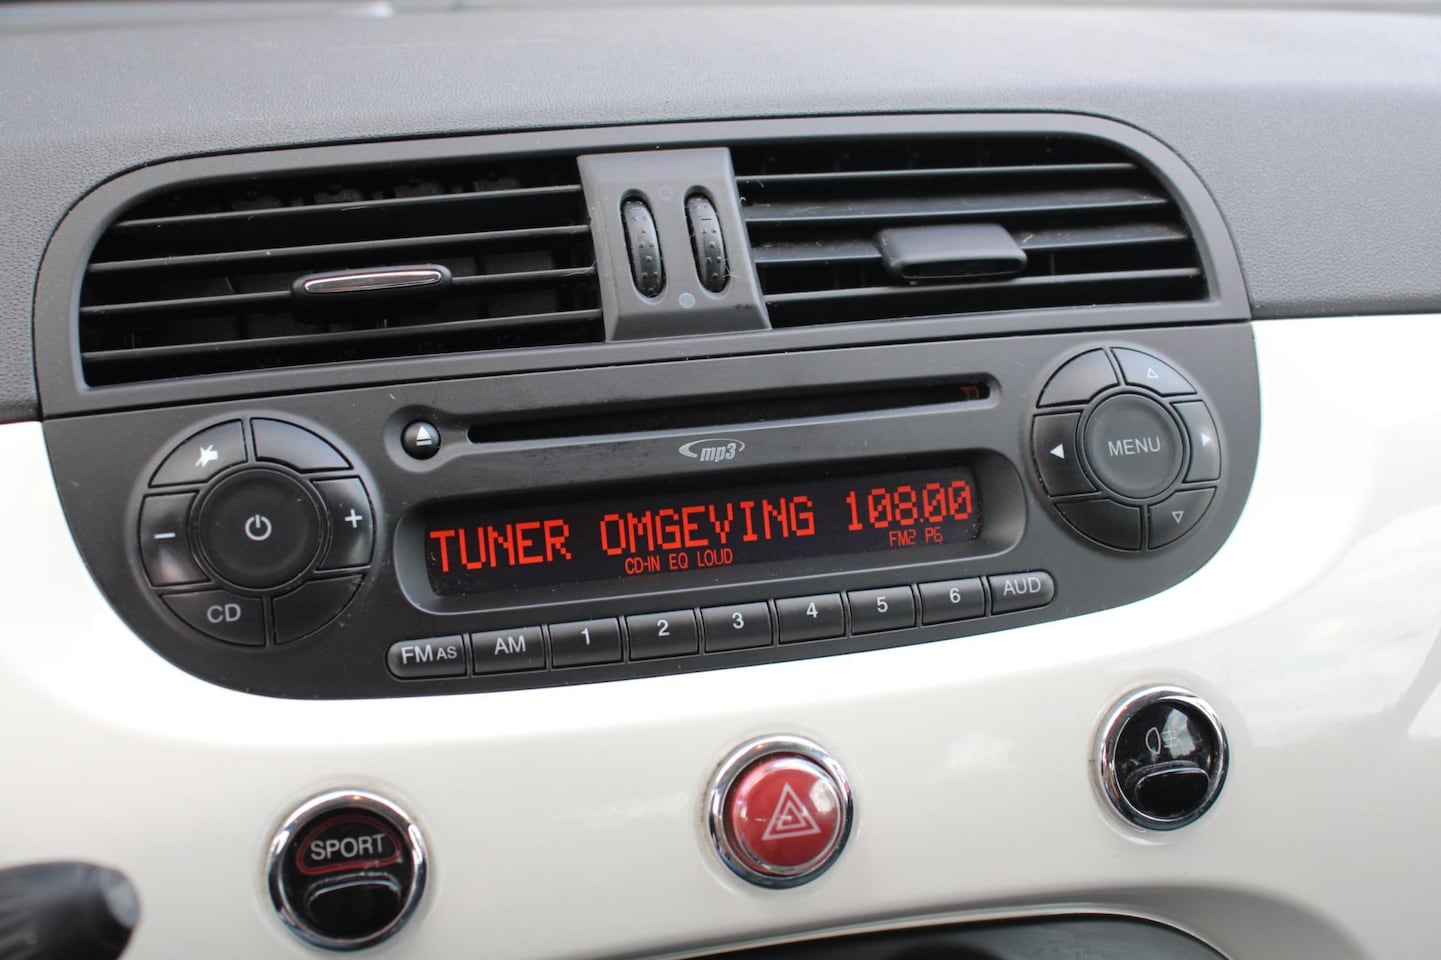 mp3
TUNER OMGEVING 108.00
CD-IN EQ LOUD FM2 P6
MENU
CD
FM AS AM 1 2 3 4 5 6 AUD
SPORT